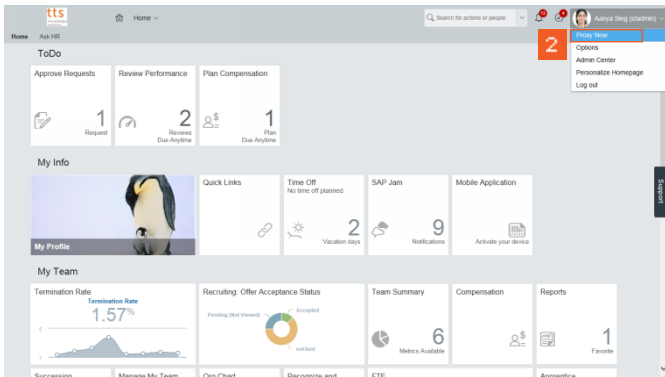 tts
Home
Search for actions or people
Aanya Sing (sfadmin)
Home
Ask HR
2
Proxy Now
Options
Admin Center
Personalize Homepage
Log out
ToDo
Approve Requests
1
Request
Review Performance
2
Reviews
Due Anytime
Plan Compensation
1
Plan
Due Anytime
My Info
My Profile
Quick Links
Time Off
No time off planned
2
Vacation days
SAP Jam
9
Notifications
Mobile Application
Activate your device
Support
My Team
Termination Rate
Termination Rate
1.57%
Recruiting: Offer Acceptance Status
Pending (Not Viewed)
Accepted
outSent
Team Summary
6
Metrics Available
Compensation
Reports
1
Favorite
Succession
Manage My Team
Org Chart
Recognize and
FTE
Apprentice